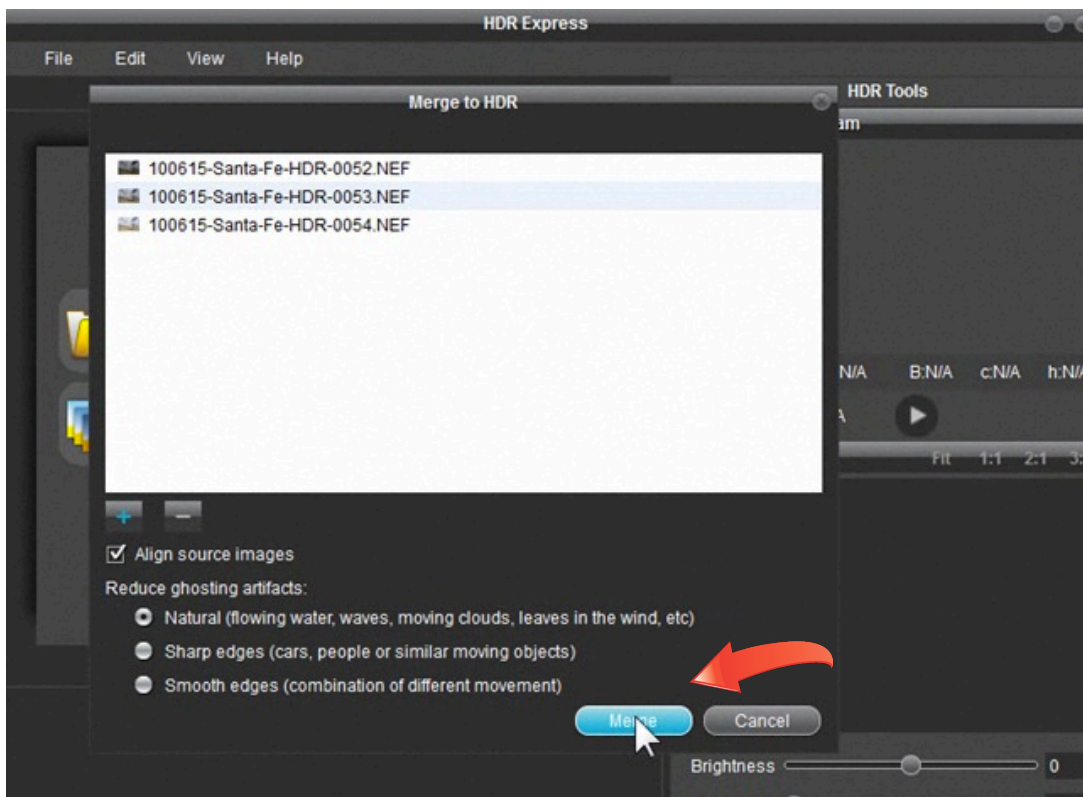 HDR Express
File Edit View Help
HDR Tools
Merge to HDR
am
100615-Santa-Fe-HDR-0052.NEF
100615-Santa-Fe-HDR-0053.NEF
100615-Santa-Fe-HDR-0054.NEF
N/A B:N/A c:N/A h:N/A
Fit 1:1 2:1 3:
+ −
Align source images
Reduce ghosting artifacts:
Natural (flowing water, waves, moving clouds, leaves in the wind, etc)
Sharp edges (cars, people or similar moving objects)
Smooth edges (combination of different movement)
Merge Cancel
Brightness 0